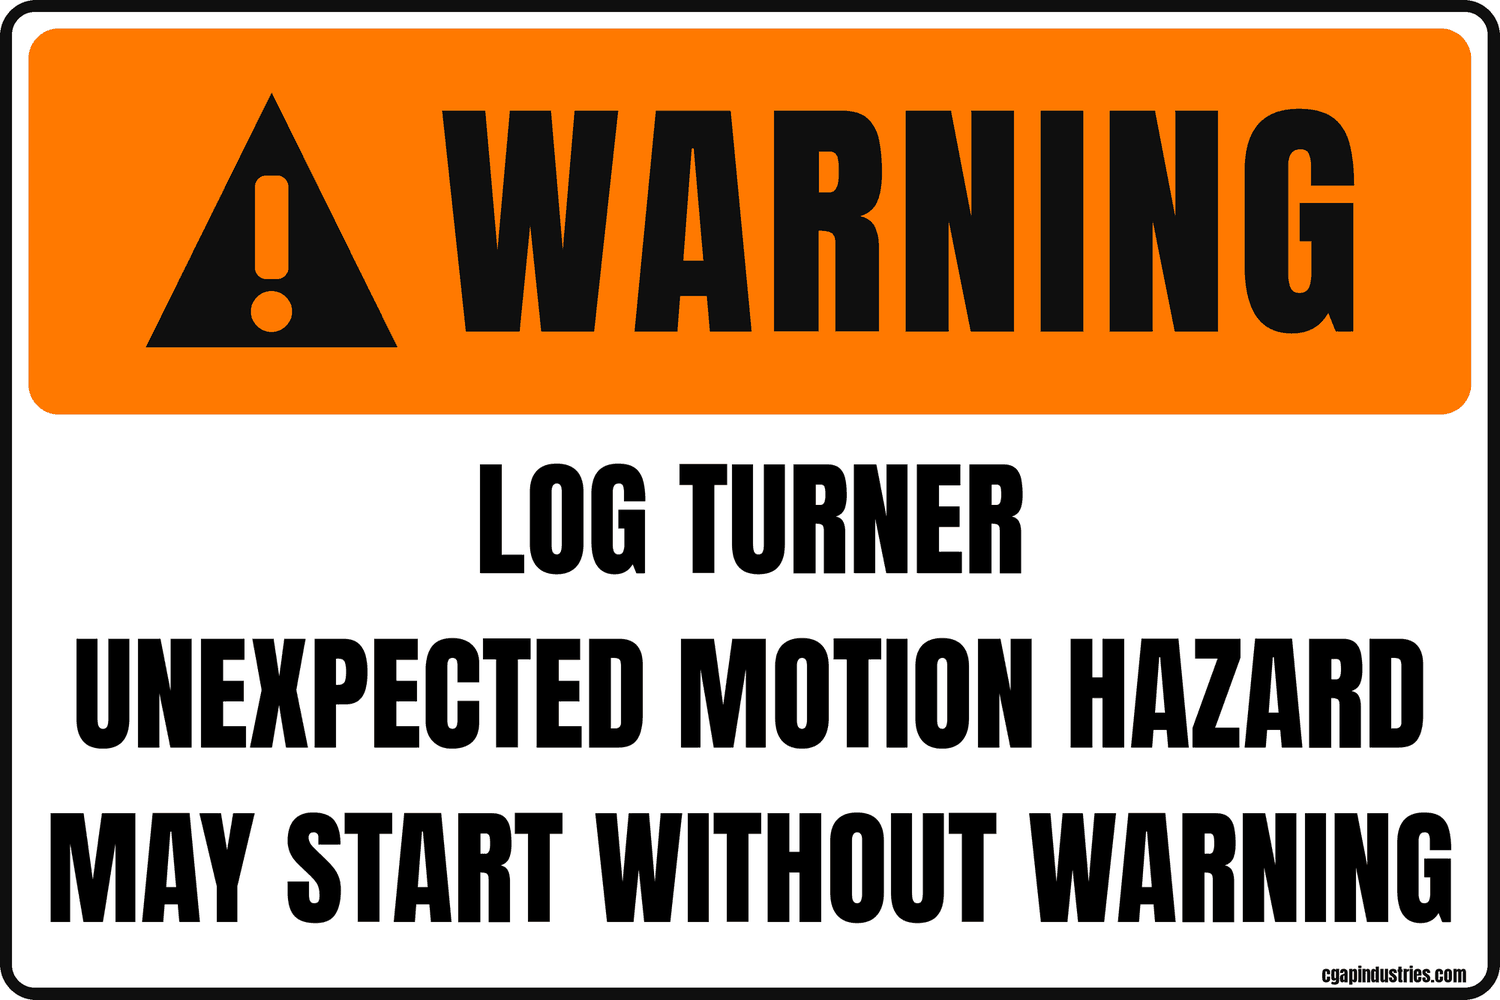 WARNING
LOG TURNER
UNEXPECTED MOTION HAZARD
MAY START WITHOUT WARNING
cgapindustries.com